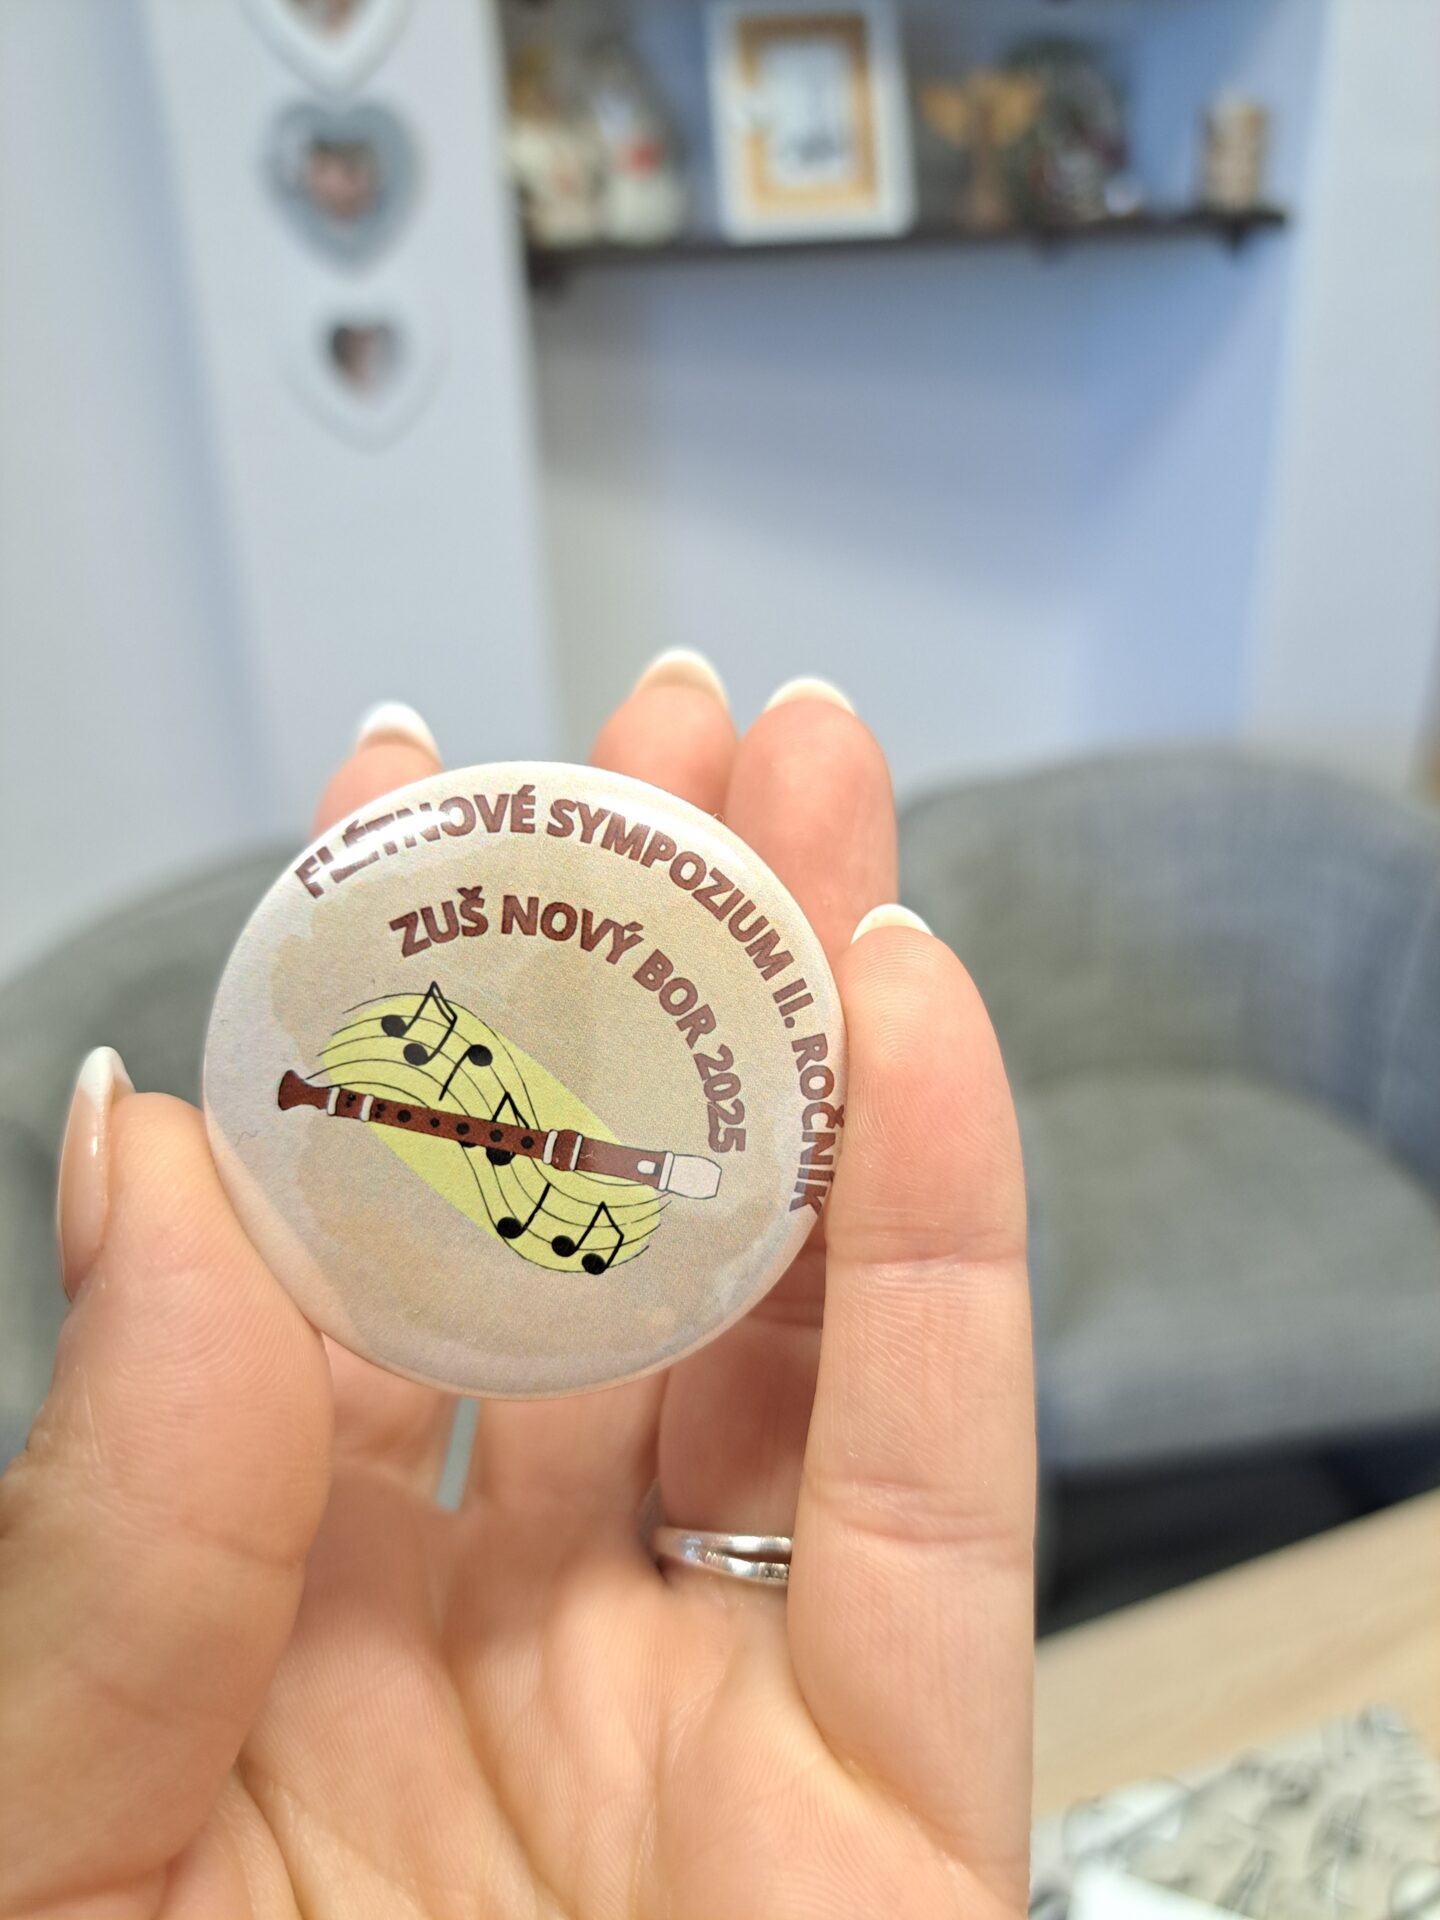 FLÉTNOVÉ SYMPOZIUM II. ROČNÍK
ZUŠ NOVÝ BOR 2025